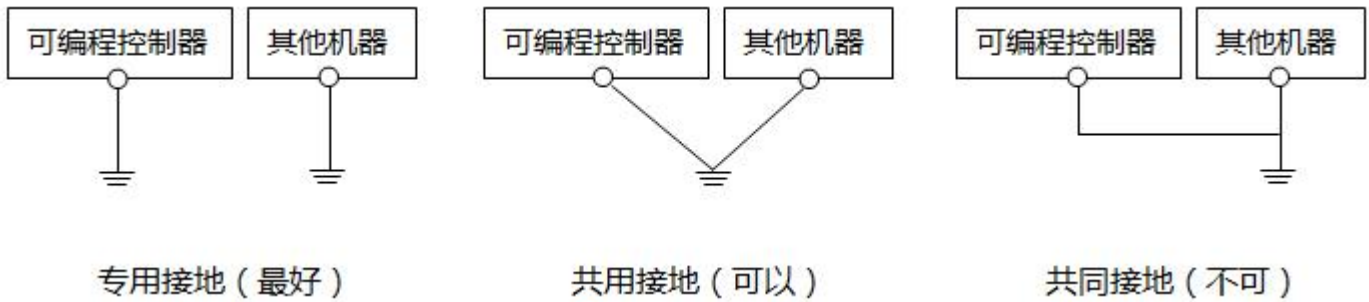 可编程控制器 其他机器 可编程控制器 其他机器 可编程控制器 其他机器
专用接地（最好） 共用接地（可以） 共同接地（不可）